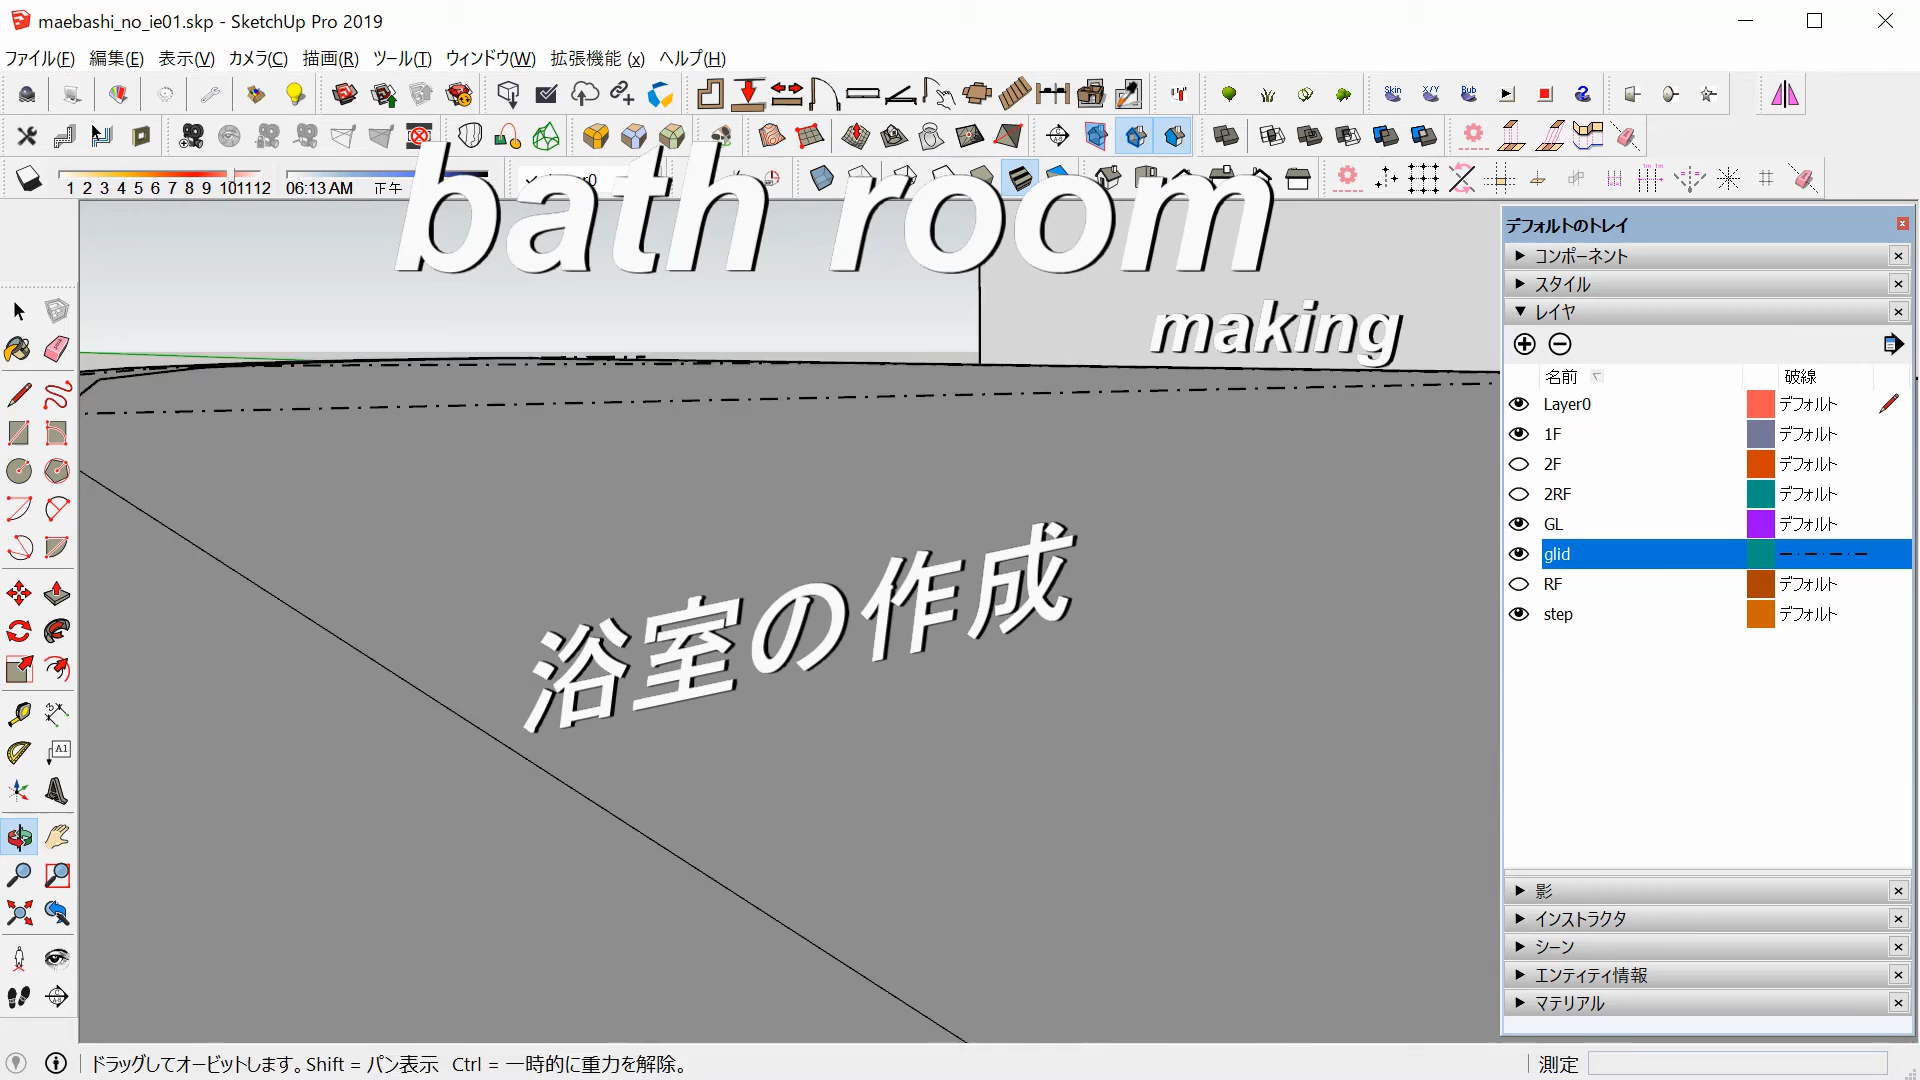 maebashi_no_ie01.skp - SketchUp Pro 2019
ファイル(F) 編集(E) 表示(V) カメラ(C) 描画(R) ツール(T) ウィンドウ(W) 拡張機能 (x) ヘルプ(H)
Skin X/Y Bub
1 2 3 4 5 6 7 8 9 101112 06:13 AM 正午
bath room
making
浴室の作成
デフォルトのトレイ
コンポーネント
スタイル
レイヤ
名前 破線
Layer0 デフォルト
1F デフォルト
2F デフォルト
2RF デフォルト
GL デフォルト
glid
RF デフォルト
step デフォルト
影
インストラクタ
シーン
エンティティ情報
マテリアル
ドラッグしてオービットします。Shift = パン表示 Ctrl = 一時的に重力を解除。
測定